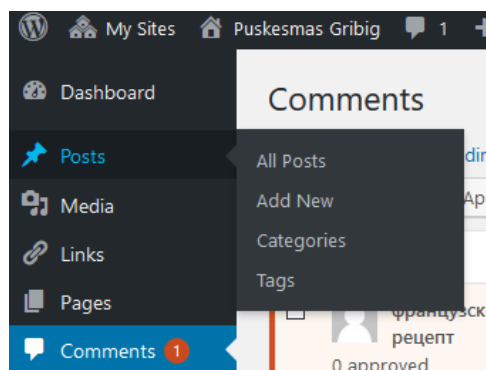 My Sites Puskesmas Gribig 1
Dashboard
Comments
Posts
All Posts
Add New
Categories
Tags
Media
Links
Pages
Comments 1
рецепт
0 approved